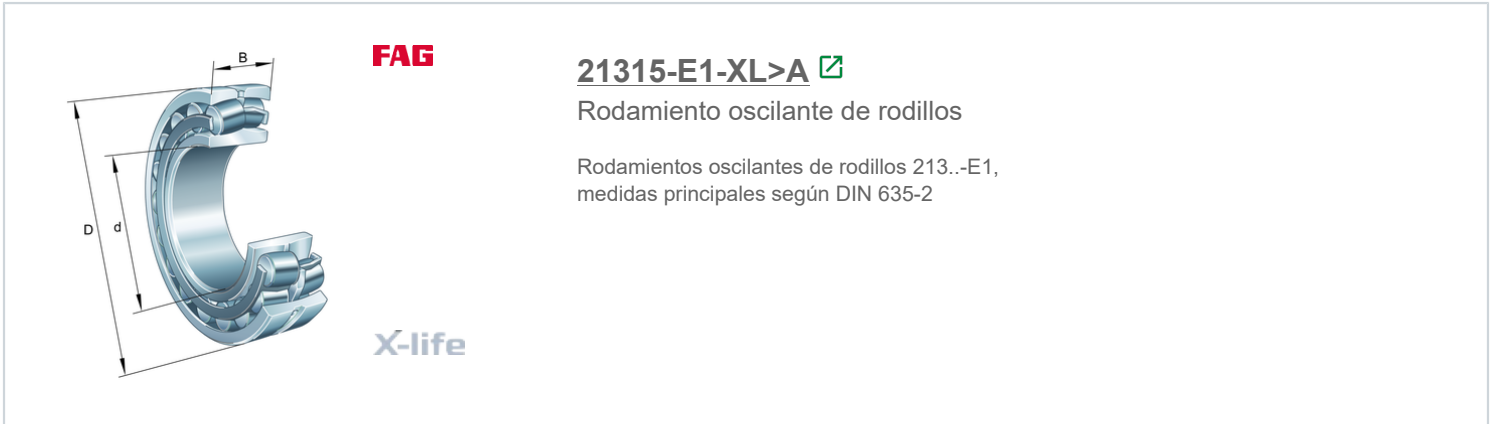 FAG
B
D
d
X-life
21315-E1-XL>A
Rodamiento oscilante de rodillos
Rodamientos oscilantes de rodillos 213..-E1,
medidas principales según DIN 635-2